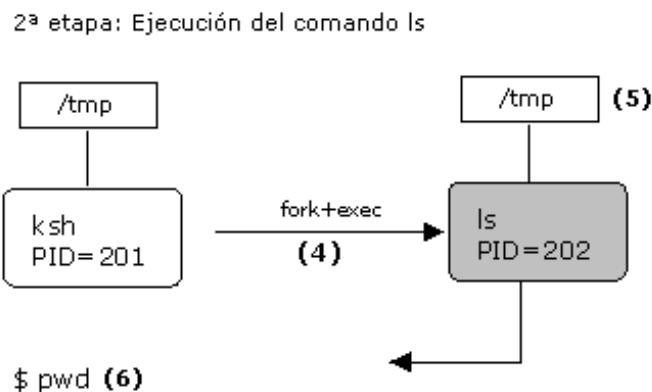 2ª etapa: Ejecución del comando ls
/tmp
/tmp (5)
ksh
PID=201
fork+exec
(4)
ls
PID=202
$ pwd (6)